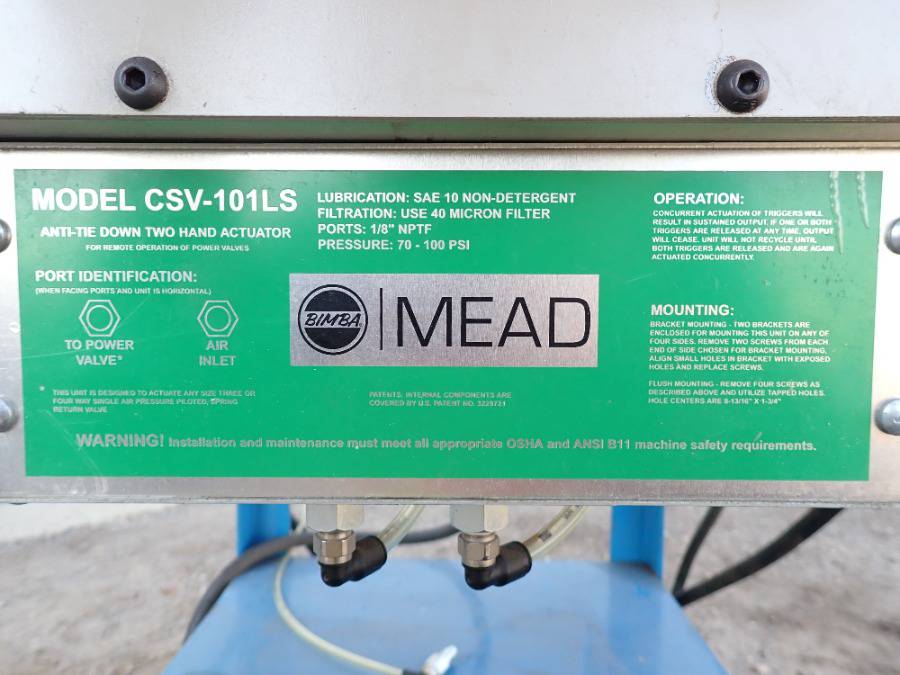 MODEL CSV-101LS
ANTI-TIE DOWN TWO HAND ACTUATOR
FOR REMOTE OPERATION OF POWER VALVES
PORT IDENTIFICATION:
(WHEN FACING PORTS AND UNIT IS HORIZONTAL)
TO POWER
VALVE*
AIR
INLET
THIS UNIT IS DESIGNED TO ACTUATE ANY SIZE THREE OR
FOUR WAY SINGLE AIR PRESSURE PILOTED, SPRING
RETURN VALVE
LUBRICATION: SAE 10 NON-DETERGENT
FILTRATION: USE 40 MICRON FILTER
PORTS: 1/8" NPTF
PRESSURE: 70 - 100 PSI
BIMBA
MEAD
PATENTS. INTERNAL COMPONENTS ARE
COVERED BY U.S. PATENT NO.
OPERATION:
CONCURRENT ACTUATION OF TRIGGERS WILL
RESULT IN SUSTAINED OUTPUT. IF ONE OR BOTH
TRIGGERS ARE RELEASED AT ANY TIME, OUTPUT
WILL CEASE. UNIT WILL NOT RECYCLE UNTIL
BOTH TRIGGERS ARE RELEASED AND ARE AGAIN
ACTUATED CONCURRENTLY.
MOUNTING:
BRACKET MOUNTING - TWO BRACKETS ARE
ENCLOSED FOR MOUNTING THIS UNIT ON ANY OF
FOUR SIDES. REMOVE TWO SCREWS FROM EACH
END OF SIDE CHOSEN FOR BRACKET MOUNTING,
ALIGN SMALL HOLES IN BRACKET WITH EXPOSED
HOLES AND REPLACE SCREWS.
FLUSH MOUNTING - REMOVE FOUR SCREWS AS
DESCRIBED ABOVE AND UTILIZE TAPPED HOLES.
HOLE CENTERS ARE 8-13/16" X 1-3/4"
WARNING! Installation and maintenance must meet all appropriate OSHA and ANSI B11 machine safety requirements.